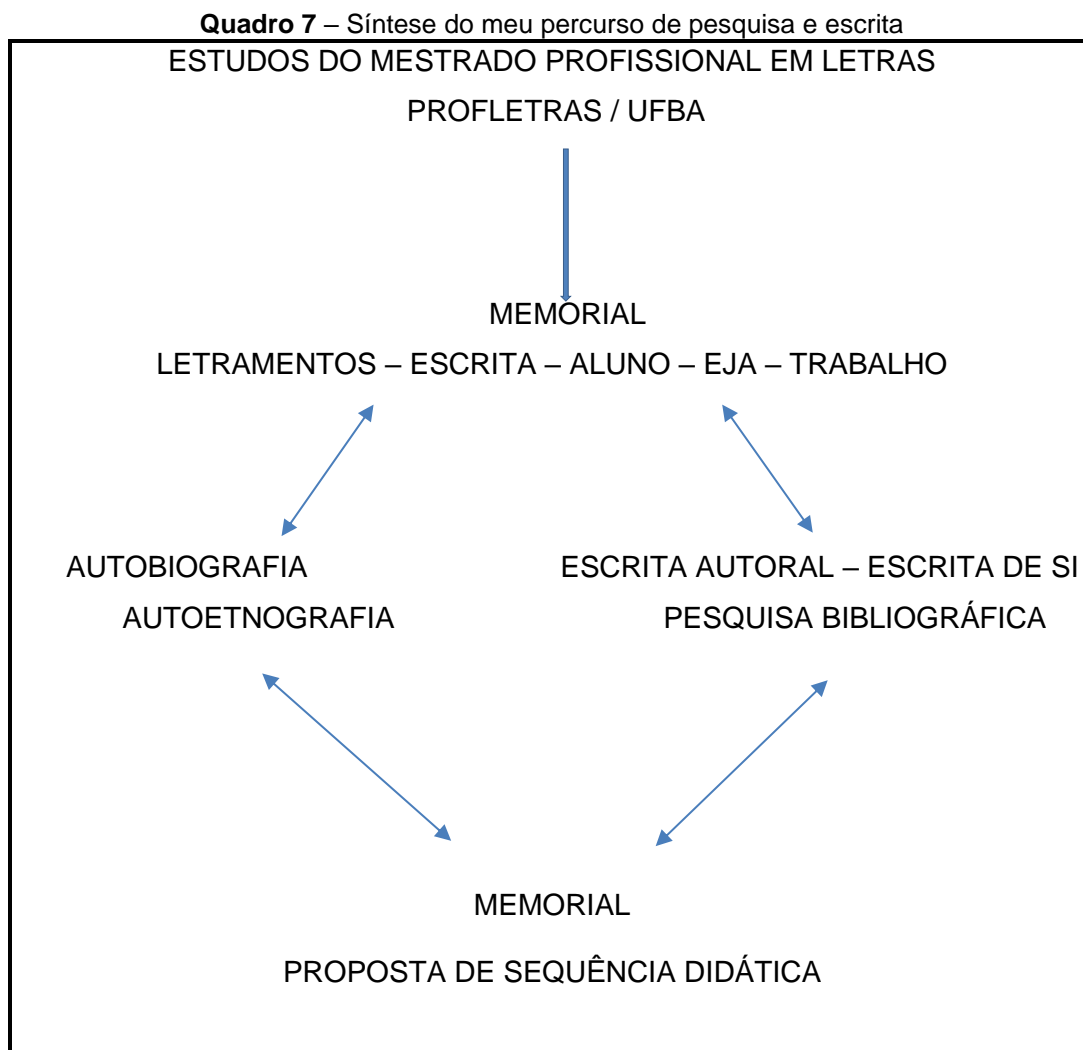 Quadro 7 – Síntese do meu percurso de pesquisa e escrita
ESTUDOS DO MESTRADO PROFISSIONAL EM LETRAS
PROFLETRAS / UFBA
MEMORIAL
LETRAMENTOS – ESCRITA – ALUNO – EJA – TRABALHO
AUTOBIOGRAFIA
AUTOETNOGRAFIA
ESCRITA AUTORAL – ESCRITA DE SI
PESQUISA BIBLIOGRÁFICA
MEMORIAL
PROPOSTA DE SEQUÊNCIA DIDÁTICA